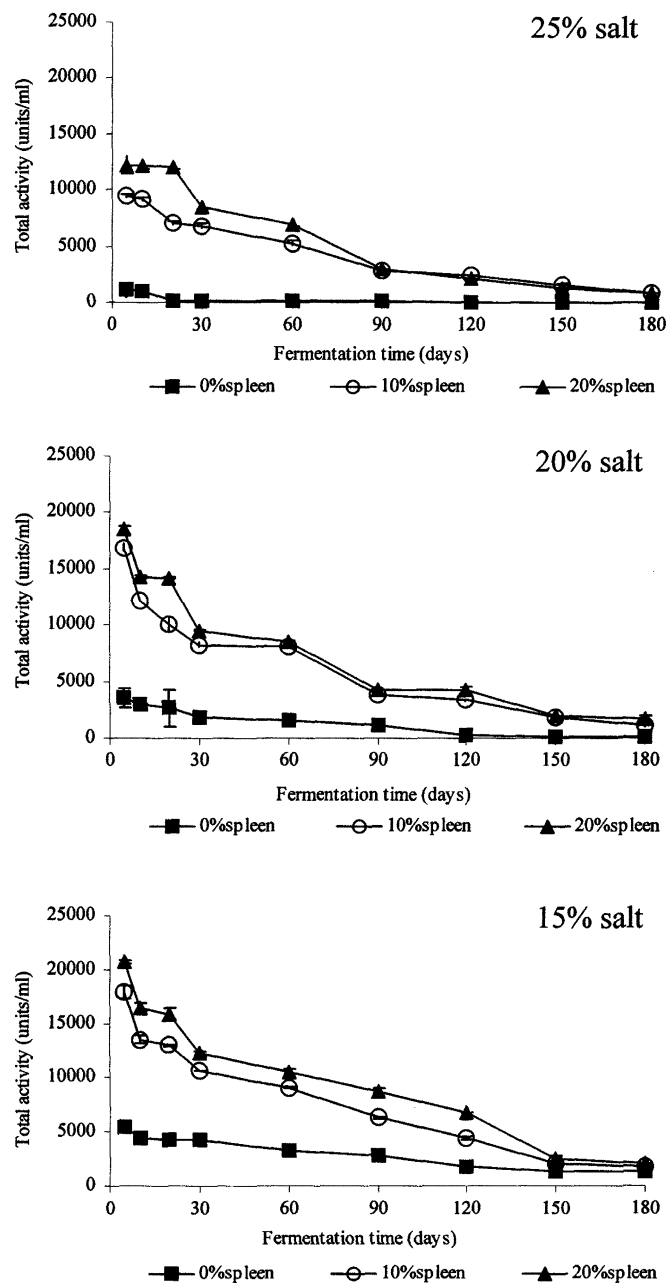 25% salt
25000
20000
15000
10000
5000
0
Total activity (units/ml)
0 30 60 90 120 150 180
Fermentation time (days)
0%spleen 10%spleen 20%spleen
20% salt
25000
20000
15000
10000
5000
0
Total activity (units/ml)
0 30 60 90 120 150 180
Fermentation time (days)
0%spleen 10%spleen 20%spleen
15% salt
25000
20000
15000
10000
5000
0
Total activity (units/ml)
0 30 60 90 120 150 180
Fermentation time (days)
0%spleen 10%spleen 20%spleen